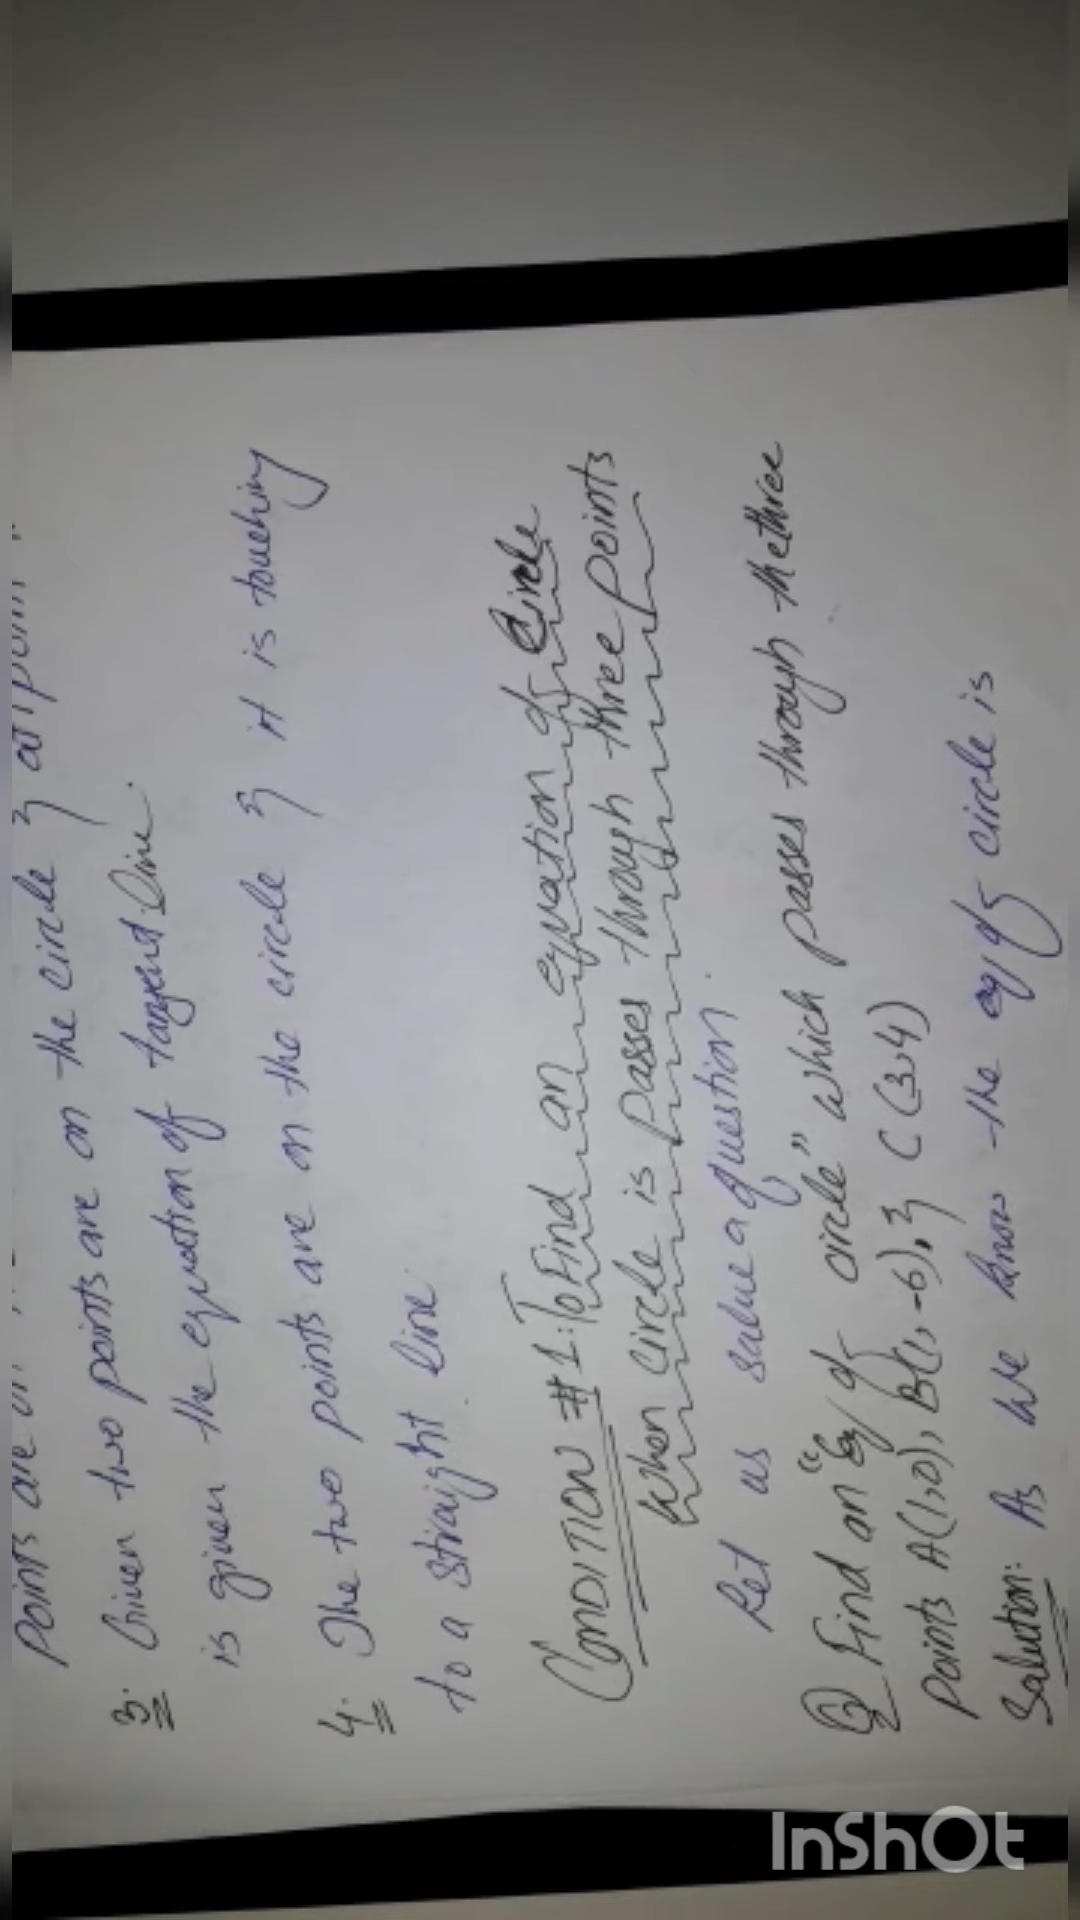 points are on the circle & at point
3: Given two points are on
the equation of tangent line.
is given
4. The two points are on the circle & it is touching
to a straight line.
CONDITION #1: To Find an equation of Circle
When Circle is passes through three points
Let us solve a question.
Q Find an "eq of circle" which passes through thethree
points A(1,0), B(1,-6), & C(3,4)
Solution: As we know the eq of circle is
InShOt